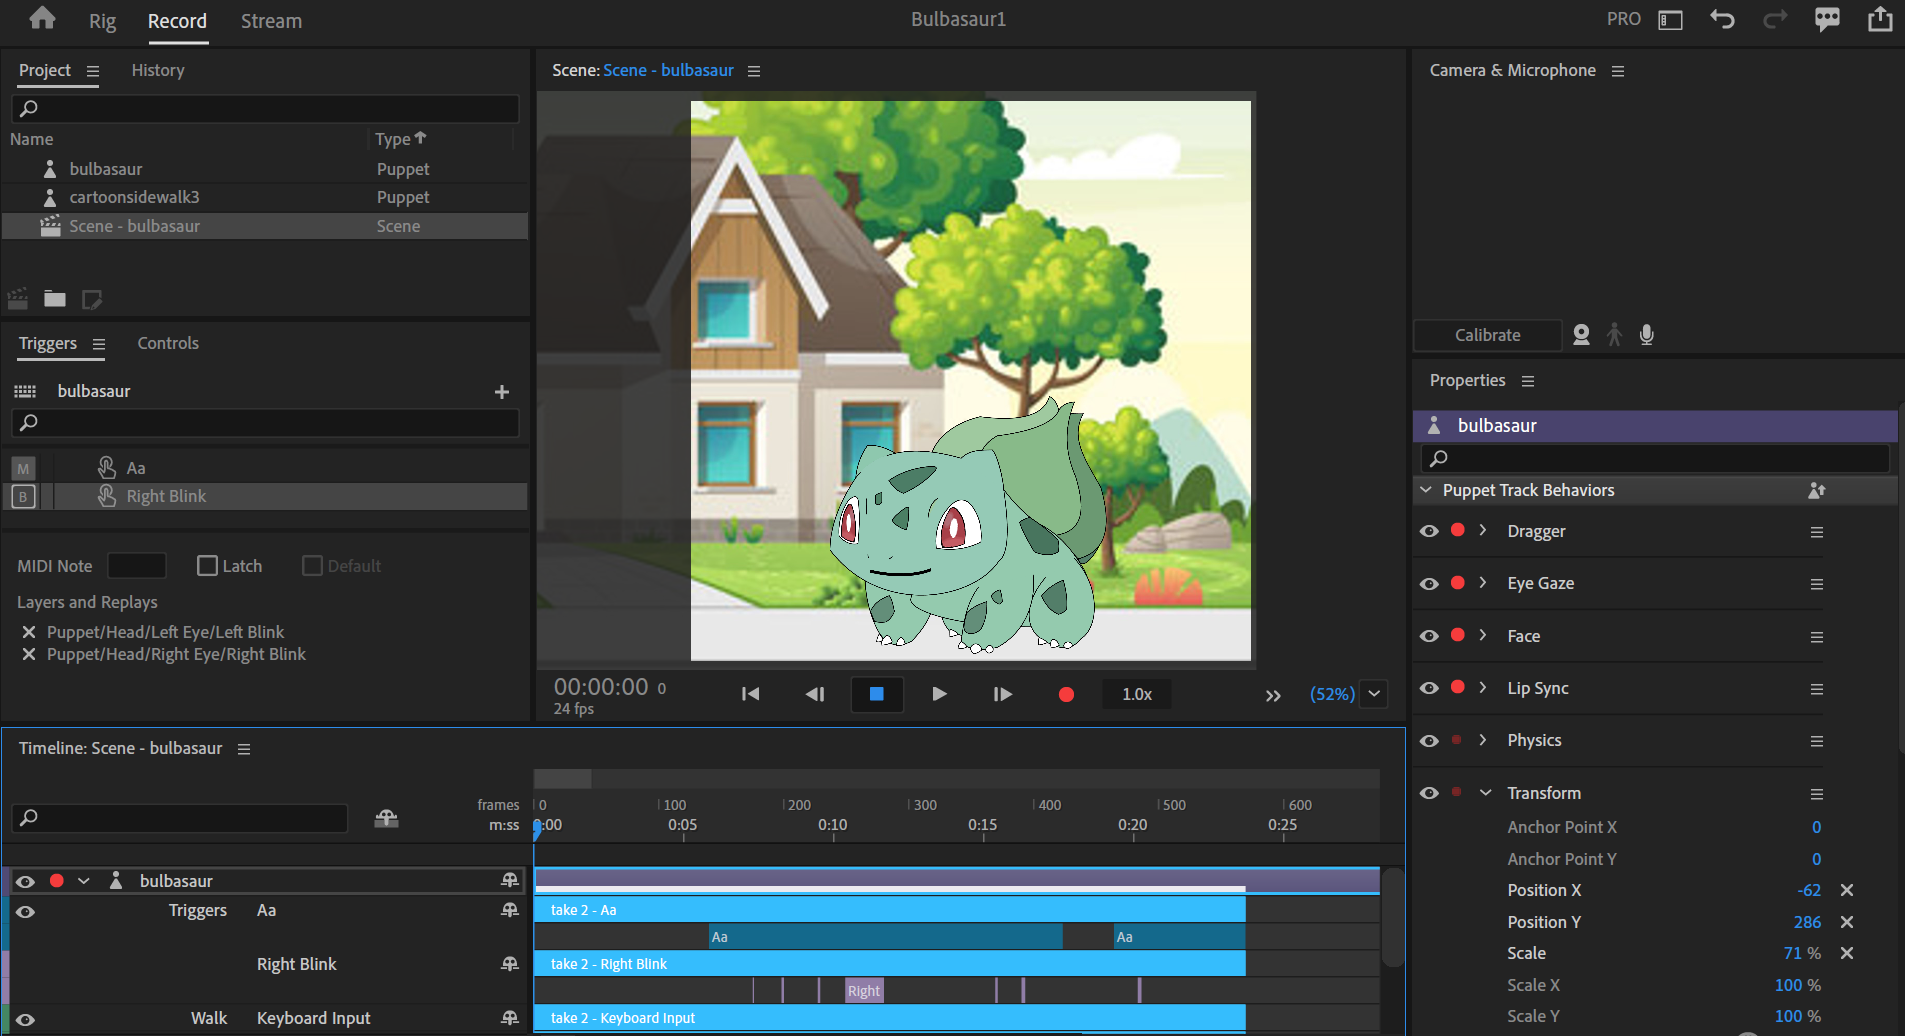 Rig Record Stream Bulbasaur1 PRO
Project History
Name Type
bulbasaur Puppet
cartoonsidewalk3 Puppet
Scene - bulbasaur Scene
Triggers Controls
bulbasaur
M Aa
B Right Blink
MIDI Note Latch Default
Layers and Replays
Puppet/Head/Left Eye/Left Blink
Puppet/Head/Right Eye/Right Blink
Scene: Scene - bulbasaur
00:00:00 0
24 fps
1.0x
(52%)
Camera & Microphone
Calibrate
Properties
bulbasaur
Puppet Track Behaviors
Dragger
Eye Gaze
Face
Lip Sync
Physics
Transform
Anchor Point X 0
Anchor Point Y 0
Position X -62
Position Y 286
Scale 71 %
Scale X 100 %
Scale Y 100 %
Timeline: Scene - bulbasaur
frames 0 100 200 300 400 500 600
m:ss 0:00 0:05 0:10 0:15 0:20 0:25
bulbasaur
Triggers Aa take 2 - Aa
Aa Aa
Right Blink take 2 - Right Blink
Right
Walk Keyboard Input take 2 - Keyboard Input